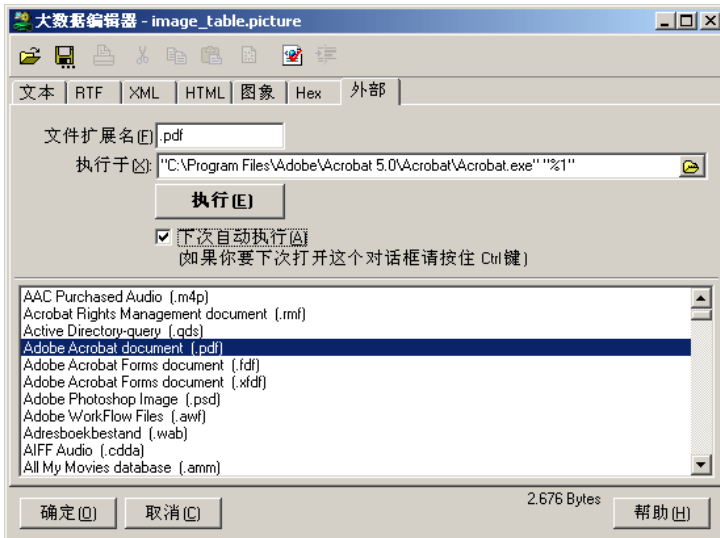 大数据编辑器 - image_table.picture
文本 RTF XML HTML 图象 Hex 外部
文件扩展名(F) .pdf
执行于(X): "C:\Program Files\Adobe\Acrobat 5.0\Acrobat\Acrobat.exe" "%1"
执行(E)
下次自动执行(A)
(如果你要下次打开这个对话框请按住 Ctrl键)
AAC Purchased Audio (.m4p)
Acrobat Rights Management document (.rmf)
Active Directory-query (.qds)
Adobe Acrobat document (.pdf)
Adobe Acrobat Forms document (.fdf)
Adobe Acrobat Forms document (.xfdf)
Adobe Photoshop Image (.psd)
Adobe WorkFlow Files (.awf)
Adresboekbestand (.wab)
AIFF Audio (.cdda)
All My Movies database (.amm)
2.676 Bytes
确定(O) 取消(C) 帮助(H)